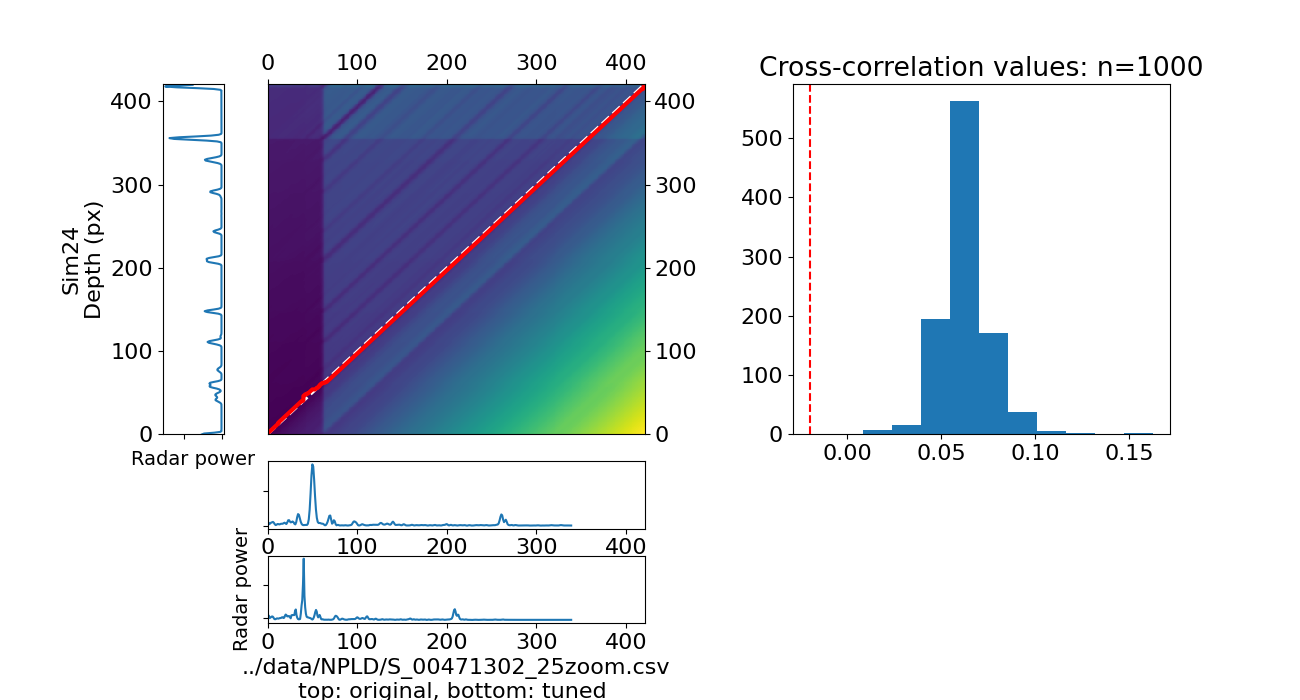 0 100 200 300 400
Cross-correlation values: n=1000
400
300
200
100
0
Sim24
Depth (px)
Radar power
400
300
200
100
0
500
400
300
200
100
0
0.00 0.05 0.10 0.15
0 100 200 300 400
Radar power
0 100 200 300 400
../data/NPLD/S_00471302_25zoom.csv
top: original, bottom: tuned